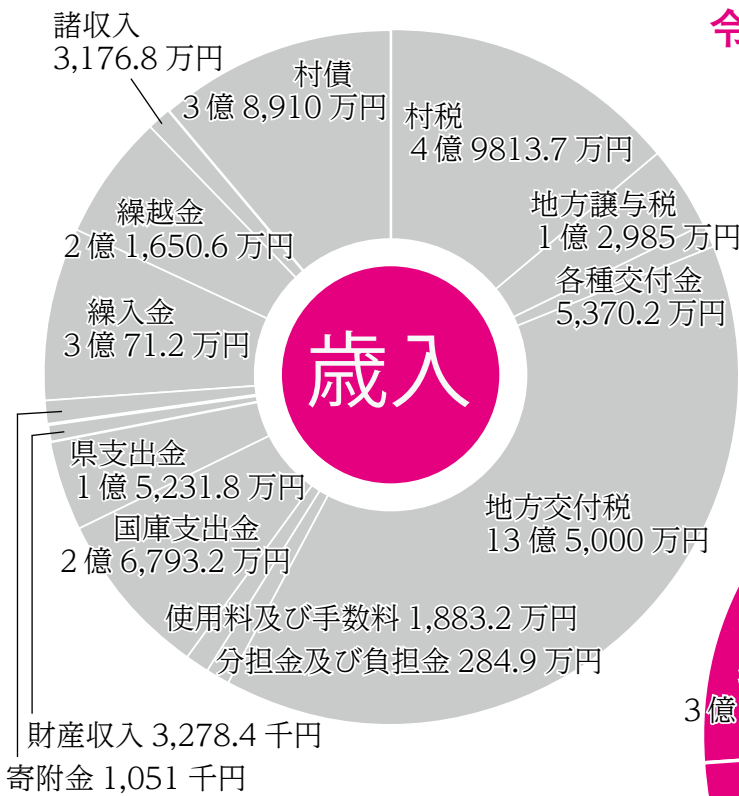 令
諸収入
3,176.8 万円
村債
3 億 8,910 万円
村税
4 億 9813.7 万円
地方譲与税
1 億 2,985 万円
各種交付金
5,370.2 万円
繰越金
2 億 1,650.6 万円
繰入金
3 億 71.2 万円
歳入
県支出金
1 億 5,231.8 万円
国庫支出金
2 億 6,793.2 万円
地方交付税
13 億 5,000 万円
使用料及び手数料 1,883.2 万円
分担金及び負担金 284.9 万円
3 億
財産収入 3,278.4 千円
寄附金 1,051 千円